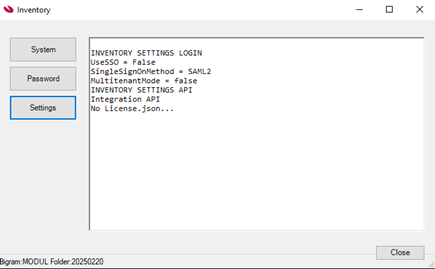 Inventory
System
Password
Settings
INVENTORY SETTINGS LOGIN
UseSSO = False
SingleSignOnMethod = SAML2
MultitenantMode = false
INVENTORY SETTINGS API
Integration API
No License.json...
Close
Bigram:MODUL Folder:20250220